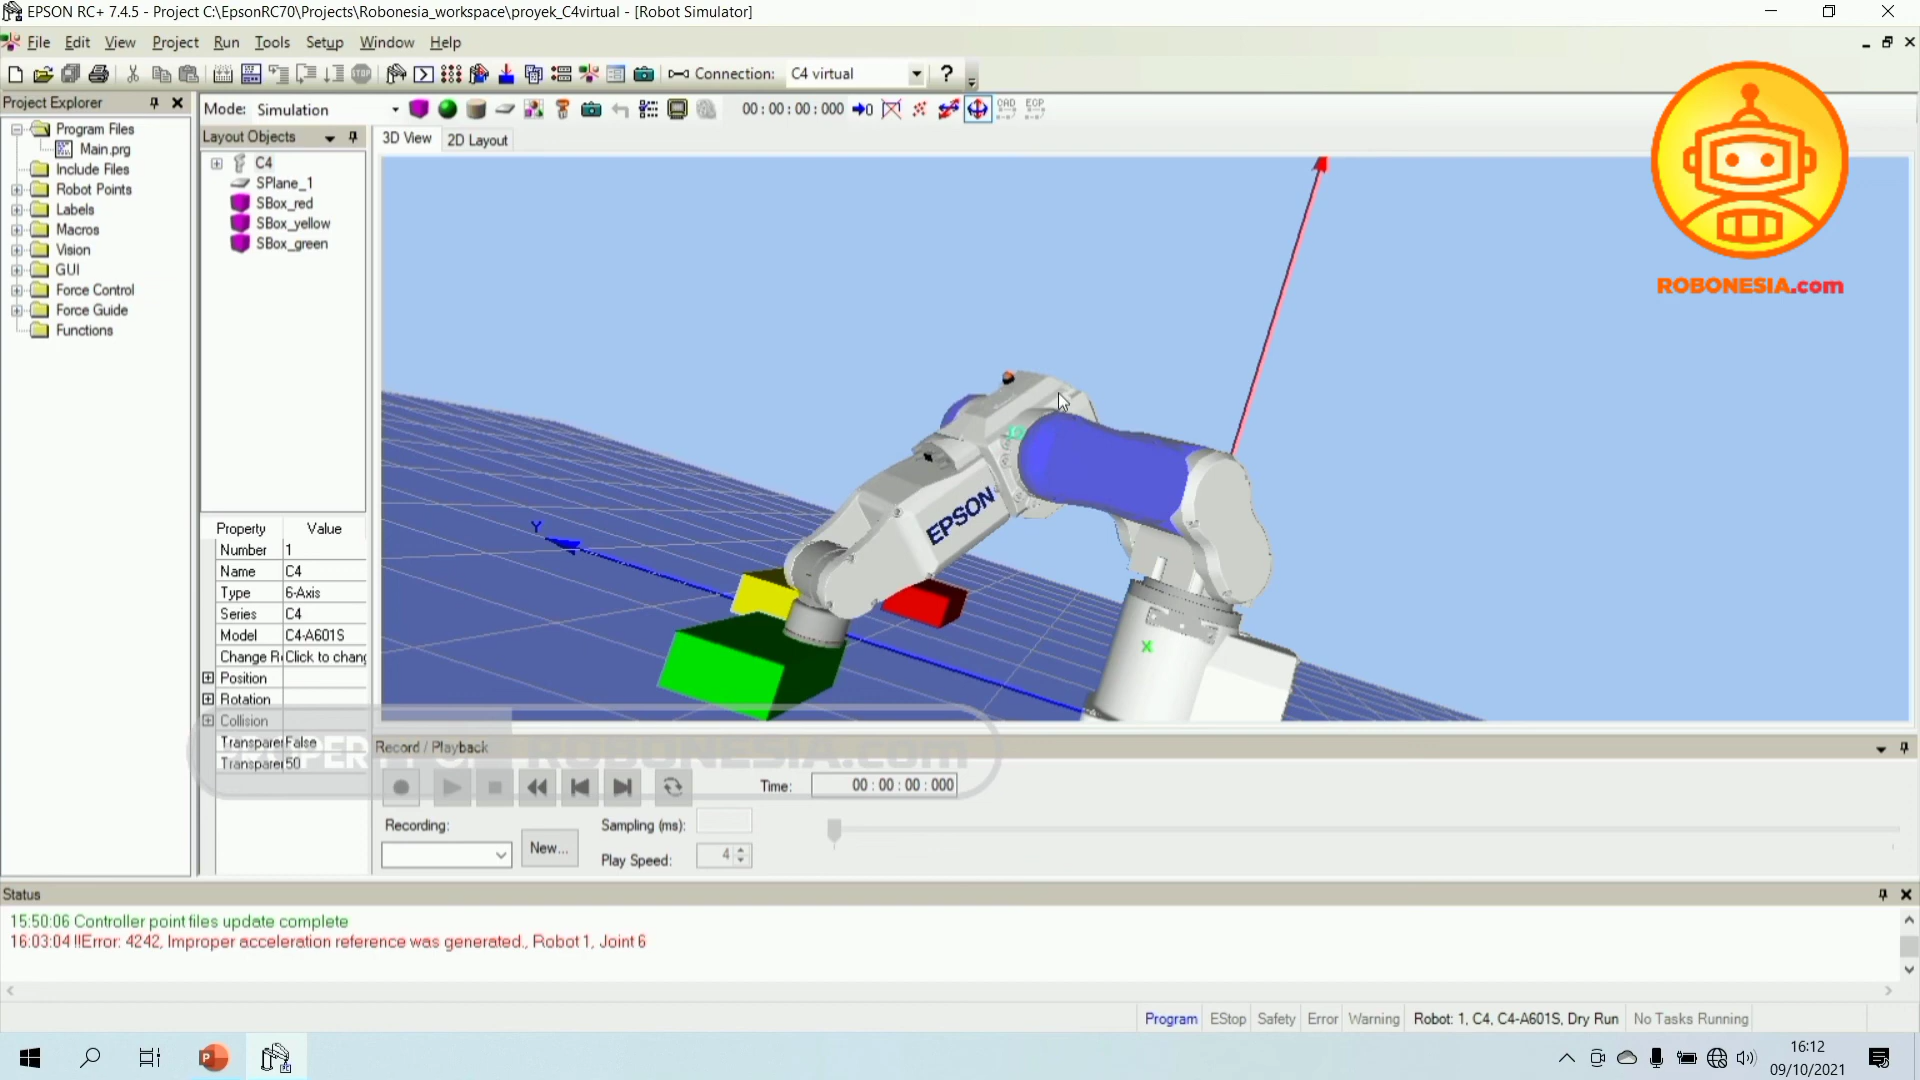 EPSON RC+ 7.4.5 - Project C:\EpsonRC70\Projects\Robonesia_workspace\proyek_C4virtual - [Robot Simulator]
File Edit View Project Run Tools Setup Window Help
Connection: C4 virtual
Project Explorer
Program Files
Main.prg
Include Files
Robot Points
Labels
Macros
Vision
GUI
Force Control
Force Guide
Functions
Mode: Simulation
00 : 00 : 00 : 000
CAD
ECP
Layout Objects
C4
SPlane_1
SBox_red
SBox_yellow
SBox_green
3D View 2D Layout
Y
EPSON
X
ROBONESIA.com
Property Value
Number 1
Name C4
Type 6-Axis
Series C4
Model C4-A601S
Change R Click to chang
Position
Rotation
Collision
Transparen False
Transparen 50
ROBONESIA.com
Record / Playback
Time: 00 : 00 : 00 : 000
Recording:
New...
Sampling (ms):
Play Speed: 4
Status
15:50:06 Controller point files update complete
16:03:04 !!Error: 4242, Improper acceleration reference was generated., Robot 1, Joint 6
Program EStop Safety Error Warning Robot: 1, C4, C4-A601S, Dry Run No Tasks Running
16:12
09/10/2021